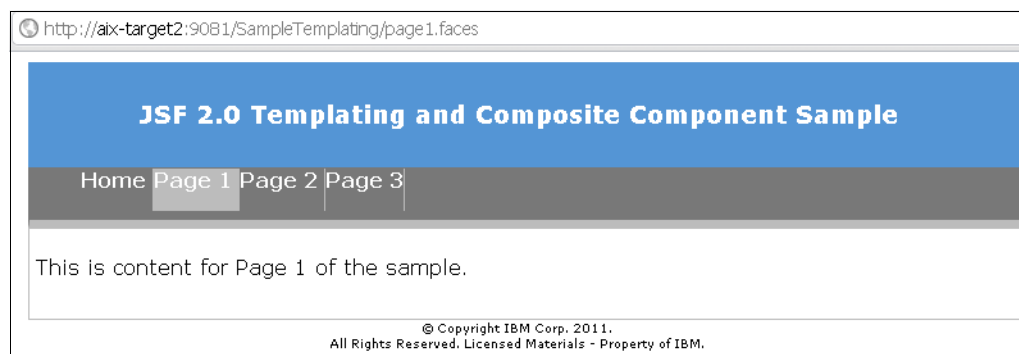 http://aix-target2:9081/SampleTemplating/page1.faces
JSF 2.0 Templating and Composite Component Sample
Home Page 1 Page 2 Page 3
This is content for Page 1 of the sample.
© Copyright IBM Corp. 2011.
All Rights Reserved. Licensed Materials - Property of IBM.